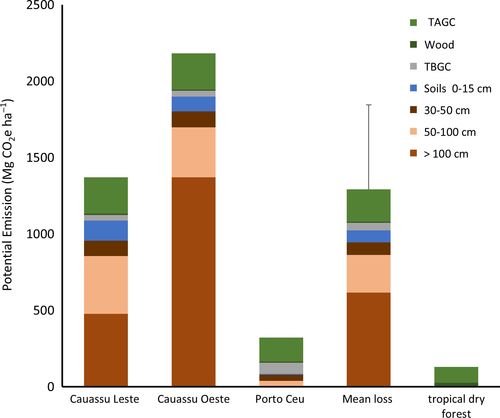 2500
2000
1500
1000
500
0
Potential Emission (Mg CO₂e ha⁻¹)
TAGC
Wood
TBGC
Soils 0-15 cm
30-50 cm
50-100 cm
> 100 cm
Cauassu Leste
Cauassu Oeste
Porto Ceu
Mean loss
tropical dry
forest